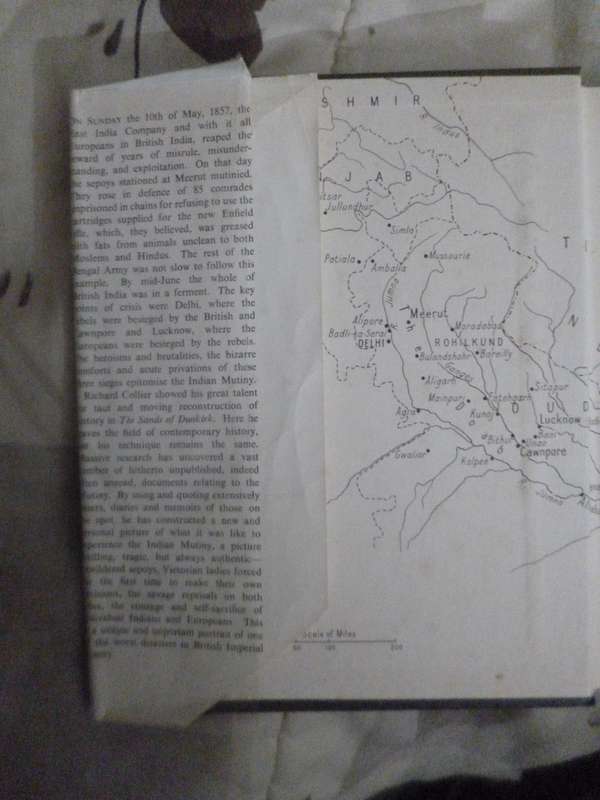 ON SUNDAY the 10th of May, 1857, the
East India Company and with it all
Europeans in British India, reaped the
reward of years of misrule, misunder-
standing, and exploitation. On that day
the sepoys stationed at Meerut mutinied.
They rose in defence of 85 comrades
imprisoned in chains for refusing to use the
cartridges supplied for the new Enfield
rifle, which, they believed, was greased
with fats from animals unclean to both
Moslems and Hindus. The rest of the
Bengal Army was not slow to follow this
example. By mid-June the whole of
British India was in a ferment. The key
points of crisis were Delhi, where the
rebels were besieged by the British and
Cawnpore and Lucknow, where the
Europeans were besieged by the rebels.
The heroisms and brutalities, the bizarre
comforts and acute privations of these
three sieges epitomise the Indian Mutiny.
Richard Collier showed his great talent
for taut and moving reconstruction of
history in The Sands of Dunkirk. Here he
leaves the field of contemporary history,
but his technique remains the same.
Massive research has uncovered a vast
number of hitherto unpublished, indeed
often unread, documents relating to the
Mutiny. By using and quoting extensively
letters, diaries and memoirs of those on
the spot, he has constructed a new and
personal picture of what it was like to
experience the Indian Mutiny, a picture
thrilling, tragic, but always authentic—
bewildered sepoys, Victorian ladies forced
for the first time to make their own
decisions, the savage reprisals on both
sides, the courage and self-sacrifice of
individual Indians and Europeans. This
is a unique and important portrait of one
of the worst disasters in British Imperial
history.
SHMIR
R. Indus
JAB
Jullundhur
Simla
T
Patiala
Amballa
Mussourie
R. Jumna
Meerut
Alipore
Moradabad
N
Badli-ka-Serai
DELHI
ROHILKUND
Bulandshahr
Bareilly
Ganges
Aligarh
Sitapur
Mainpuri
Fatehgarh
Agra
OUD
Lucknow
Bani
Bithur
Unao
Gwalior
Cawnpore
Kalpee
R. Jumna
Scale of Miles
50 100 200